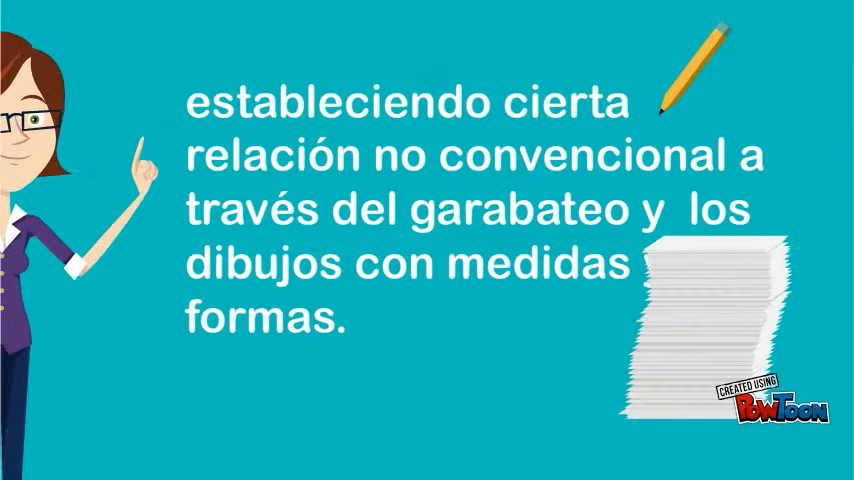 estableciendo cierta
relación no convencional a
través del garabateo y  los
dibujos con medidas
formas.
CREATED USING
POWTOON